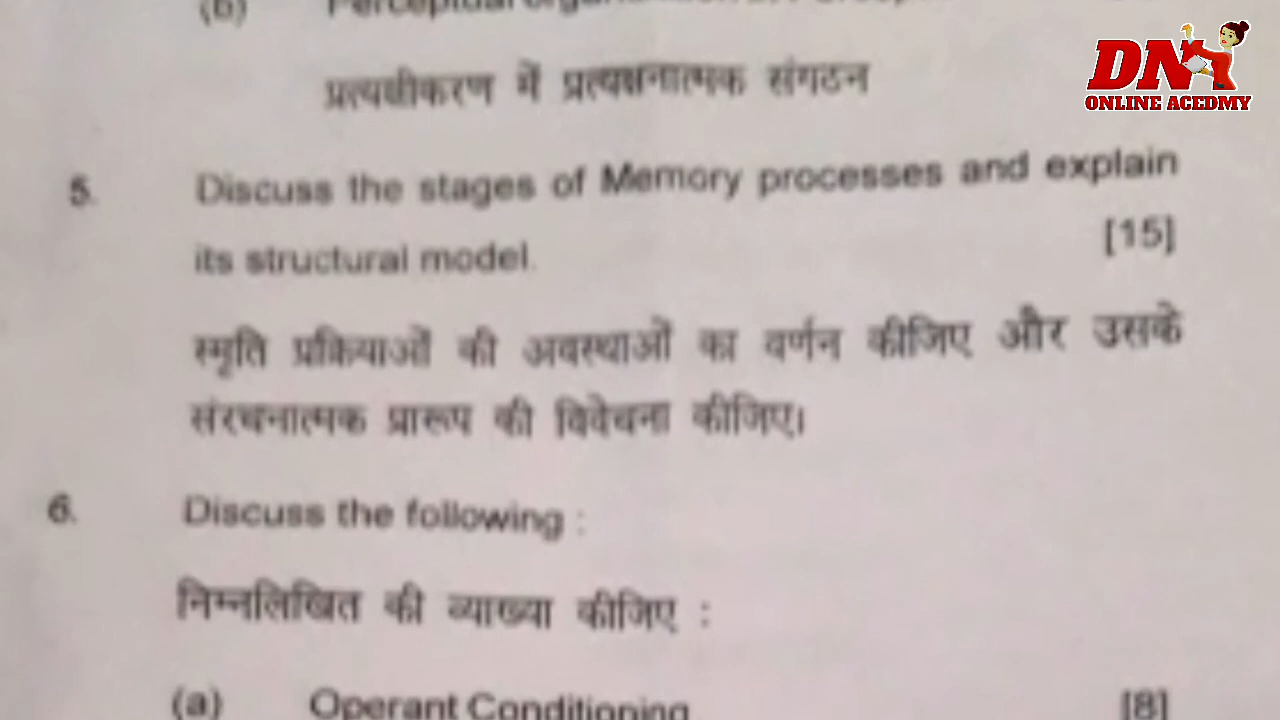 (b)
प्रत्यक्षीकरण में प्रत्यक्षनात्मक संगठन
DN
ONLINE ACEDMY
5. Discuss the stages of Memory processes and explain
its structural model. [15]
स्मृति प्रक्रियाओं की अवस्थाओं का वर्णन कीजिए और उसके
संरचनात्मक प्रारूप की विवेचना कीजिए।
6. Discuss the following :
निम्नलिखित की व्याख्या कीजिए :
(a) Operant Conditioning [8]